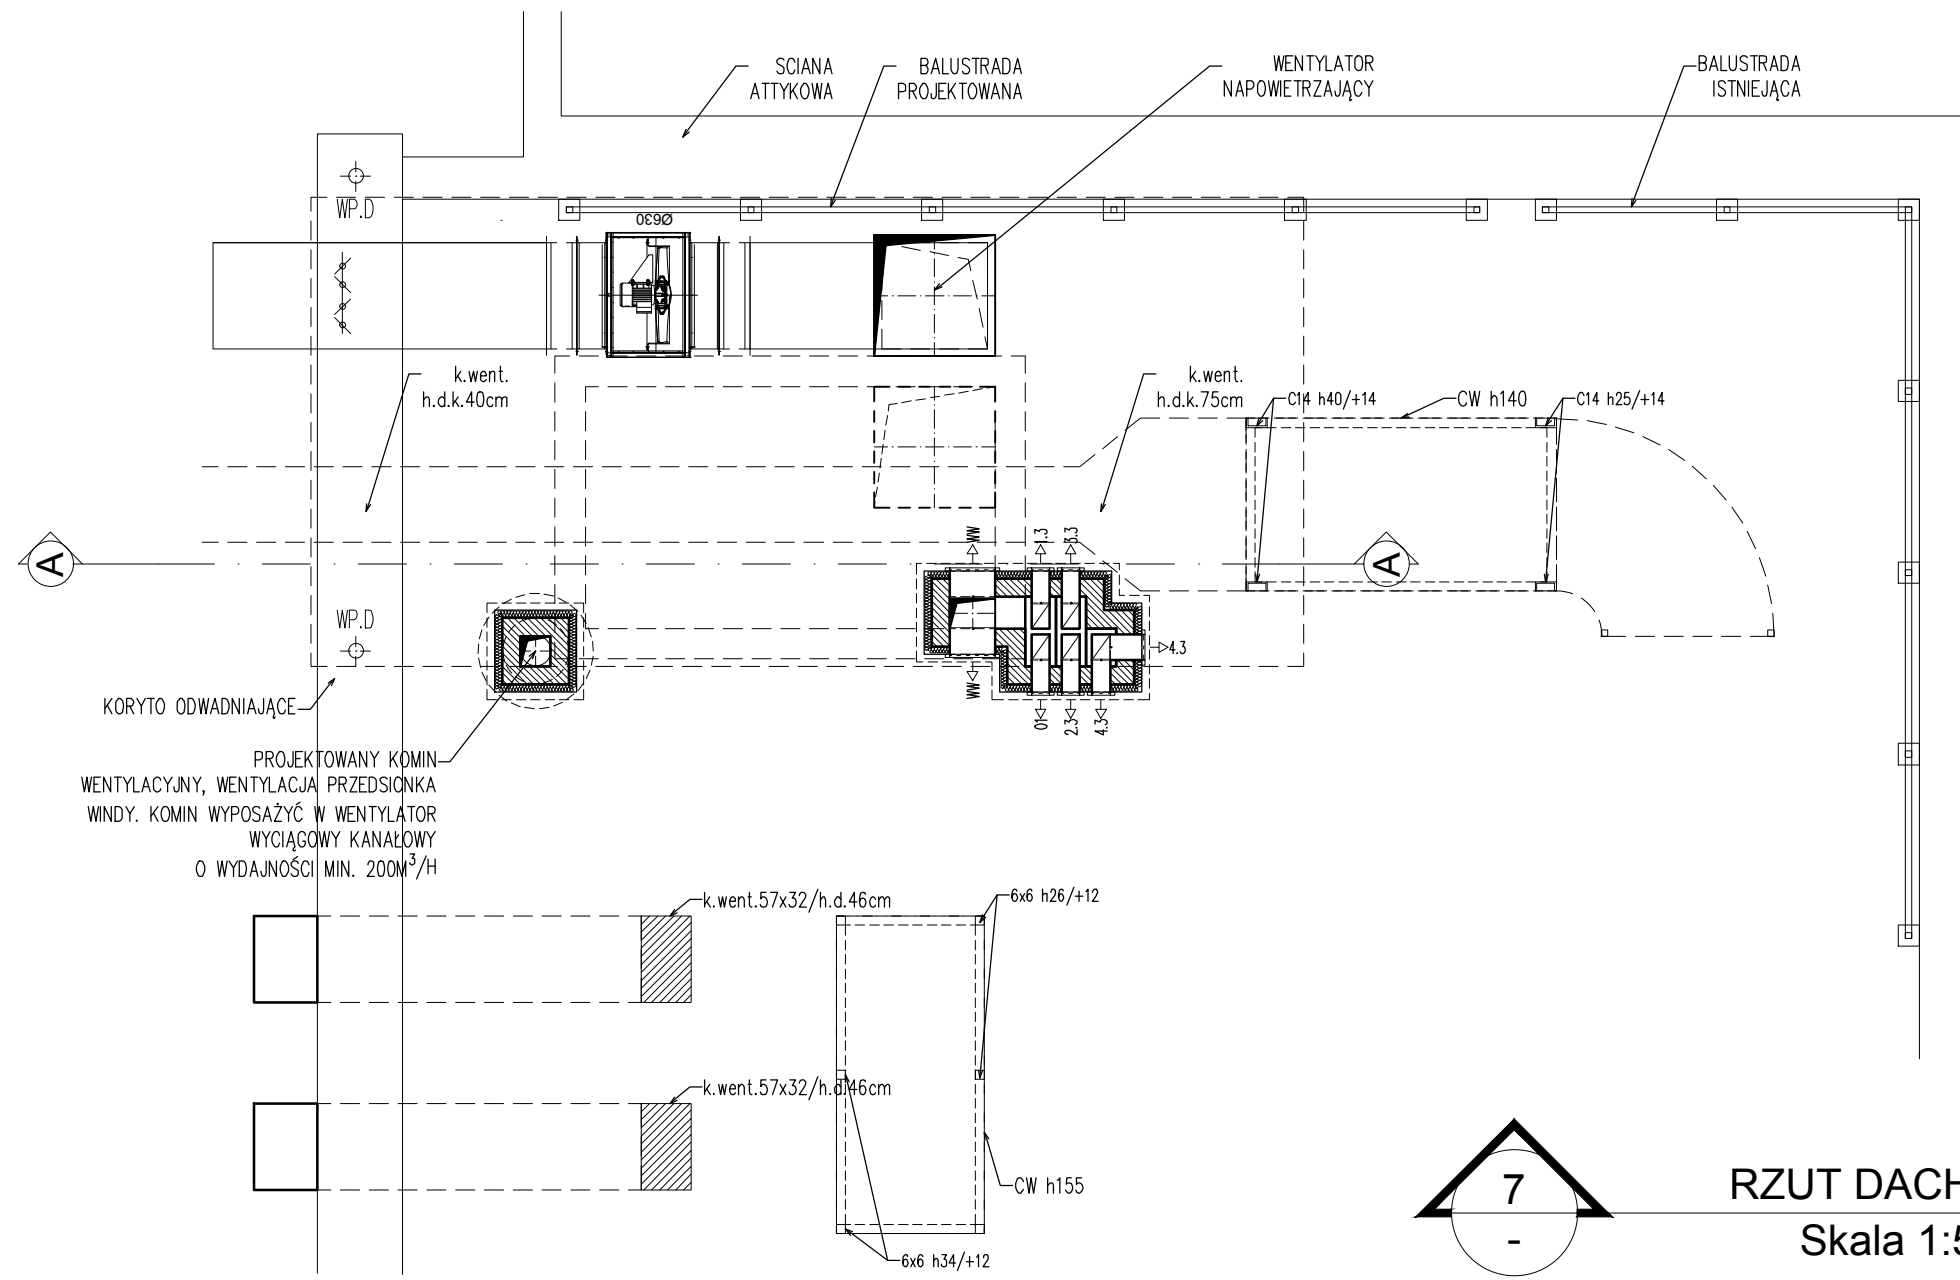 SCIANA
ATTYKOWA
BALUSTRADA
PROJEKTOWANA
WENTYLATOR
NAPOWIETRZAJĄCY
BALUSTRADA
ISTNIEJĄCA
WP.D
Ø630
k.went.
h.d.k.40cm
k.went.
h.d.k.75cm
C14 h40/+14
CW h140
C14 h25/+14
A
A
WW
1.3
3.3
WP.D
4.3
WW
01
2.3
4.3
KORYTO ODWADNIAJĄCE
PROJEKTOWANY KOMIN
WENTYLACYJNY, WENTYLACJA PRZEDSIONKA
WINDY. KOMIN WYPOSAŻYĆ W WENTYLATOR
WYCIĄGOWY KANAŁOWY
O WYDAJNOŚCI MIN. 200M³/H
k.went.57x32/h.d.46cm
6x6 h26/+12
k.went.57x32/h.d.46cm
CW h155
6x6 h34/+12
7
-
RZUT DACH
Skala 1:5